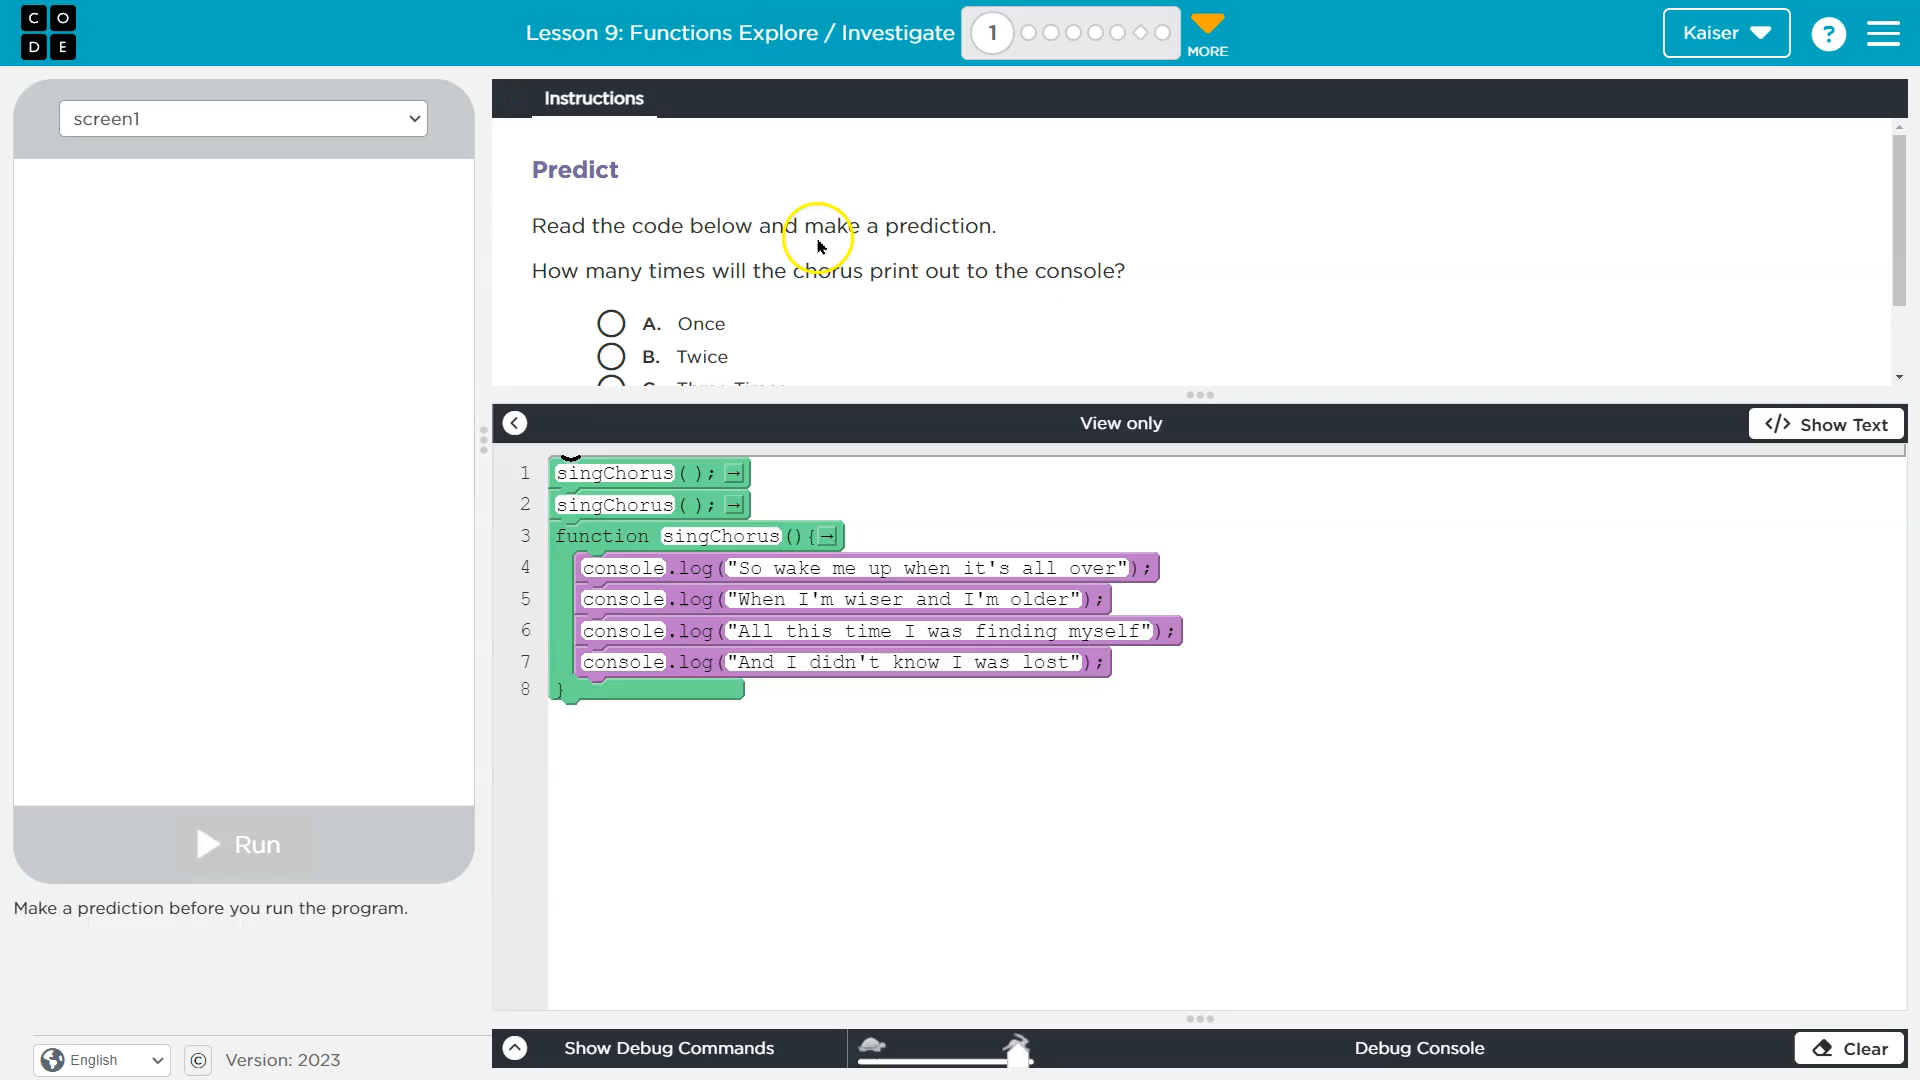 C O
D E
Lesson 9: Functions Explore / Investigate
1
MORE
Kaiser
?
screen1
Instructions
Predict
Read the code below and make a prediction.
How many times will the chorus print out to the console?
A. Once
B. Twice
C. Three Times
View only
</> Show Text
1 singChorus( );
2 singChorus( );
3 function singChorus(){
4 console.log("So wake me up when it's all over");
5 console.log("When I'm wiser and I'm older");
6 console.log("All this time I was finding myself");
7 console.log("And I didn't know I was lost");
8 }
Run
Make a prediction before you run the program.
English
©
Version: 2023
Show Debug Commands
Debug Console
Clear